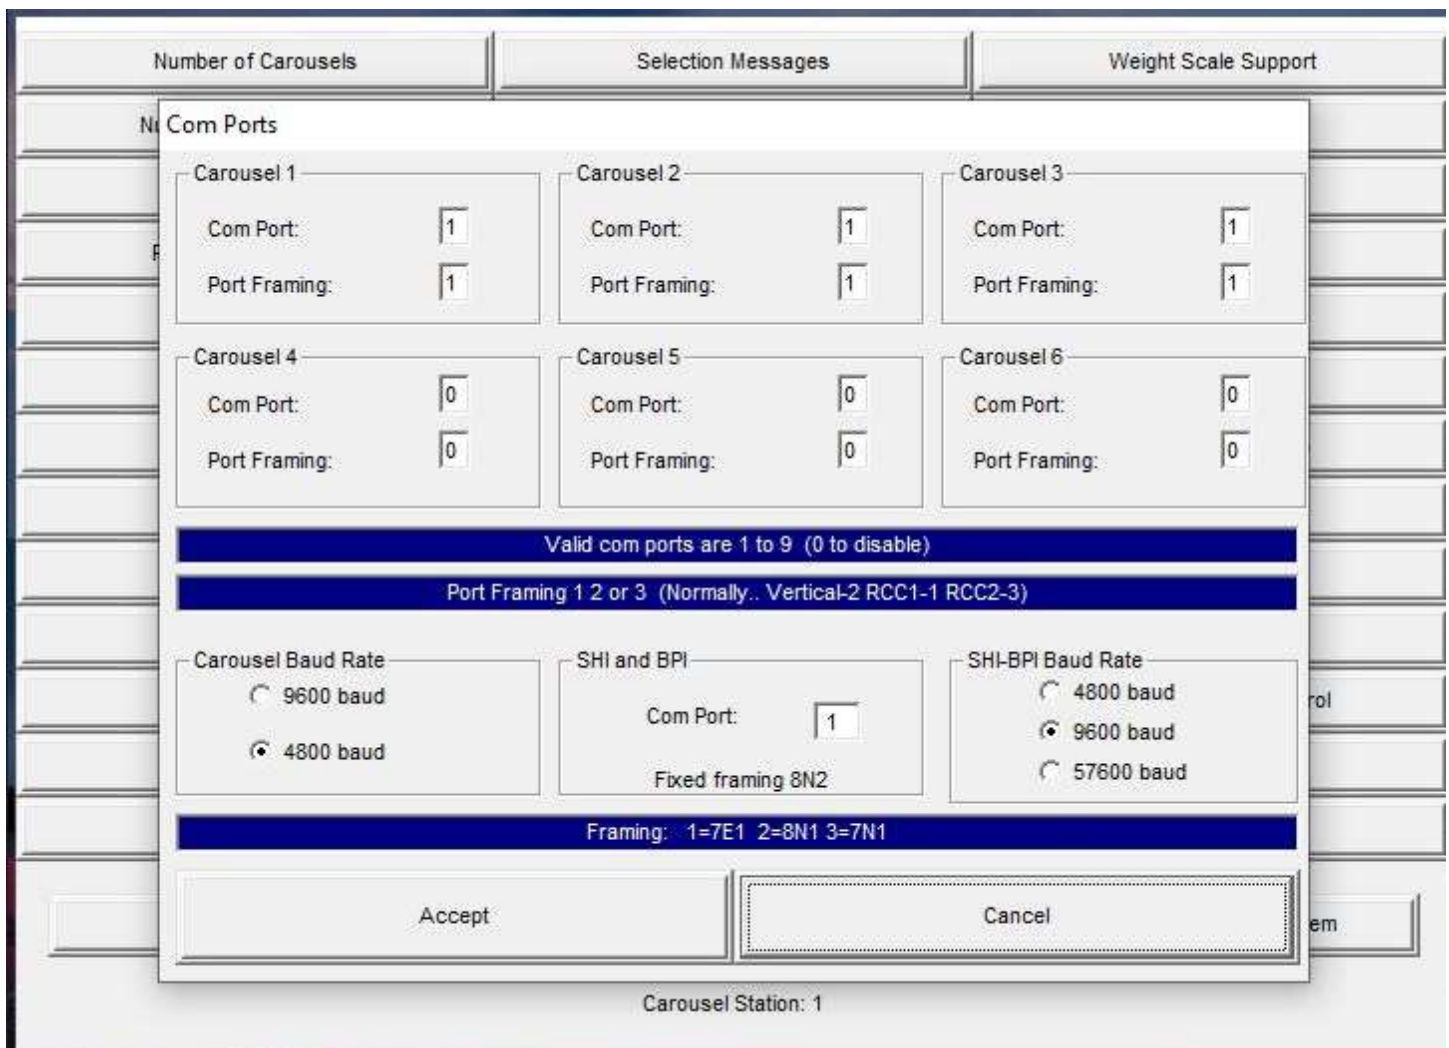 Number of Carousels Selection Messages Weight Scale Support
Com Ports
Carousel 1 Carousel 2 Carousel 3
Com Port: 1 Com Port: 1 Com Port: 1
Port Framing: 1 Port Framing: 1 Port Framing: 1
Carousel 4 Carousel 5 Carousel 6
Com Port: 0 Com Port: 0 Com Port: 0
Port Framing: 0 Port Framing: 0 Port Framing: 0
Valid com ports are 1 to 9 (0 to disable)
Port Framing 1 2 or 3 (Normally.. Vertical-2 RCC1-1 RCC2-3)
Carousel Baud Rate SHI and BPI SHI-BPI Baud Rate
9600 baud Com Port: 1 4800 baud
4800 baud Fixed framing 8N2 9600 baud
57600 baud
Framing: 1=7E1 2=8N1 3=7N1
Accept Cancel
Carousel Station: 1